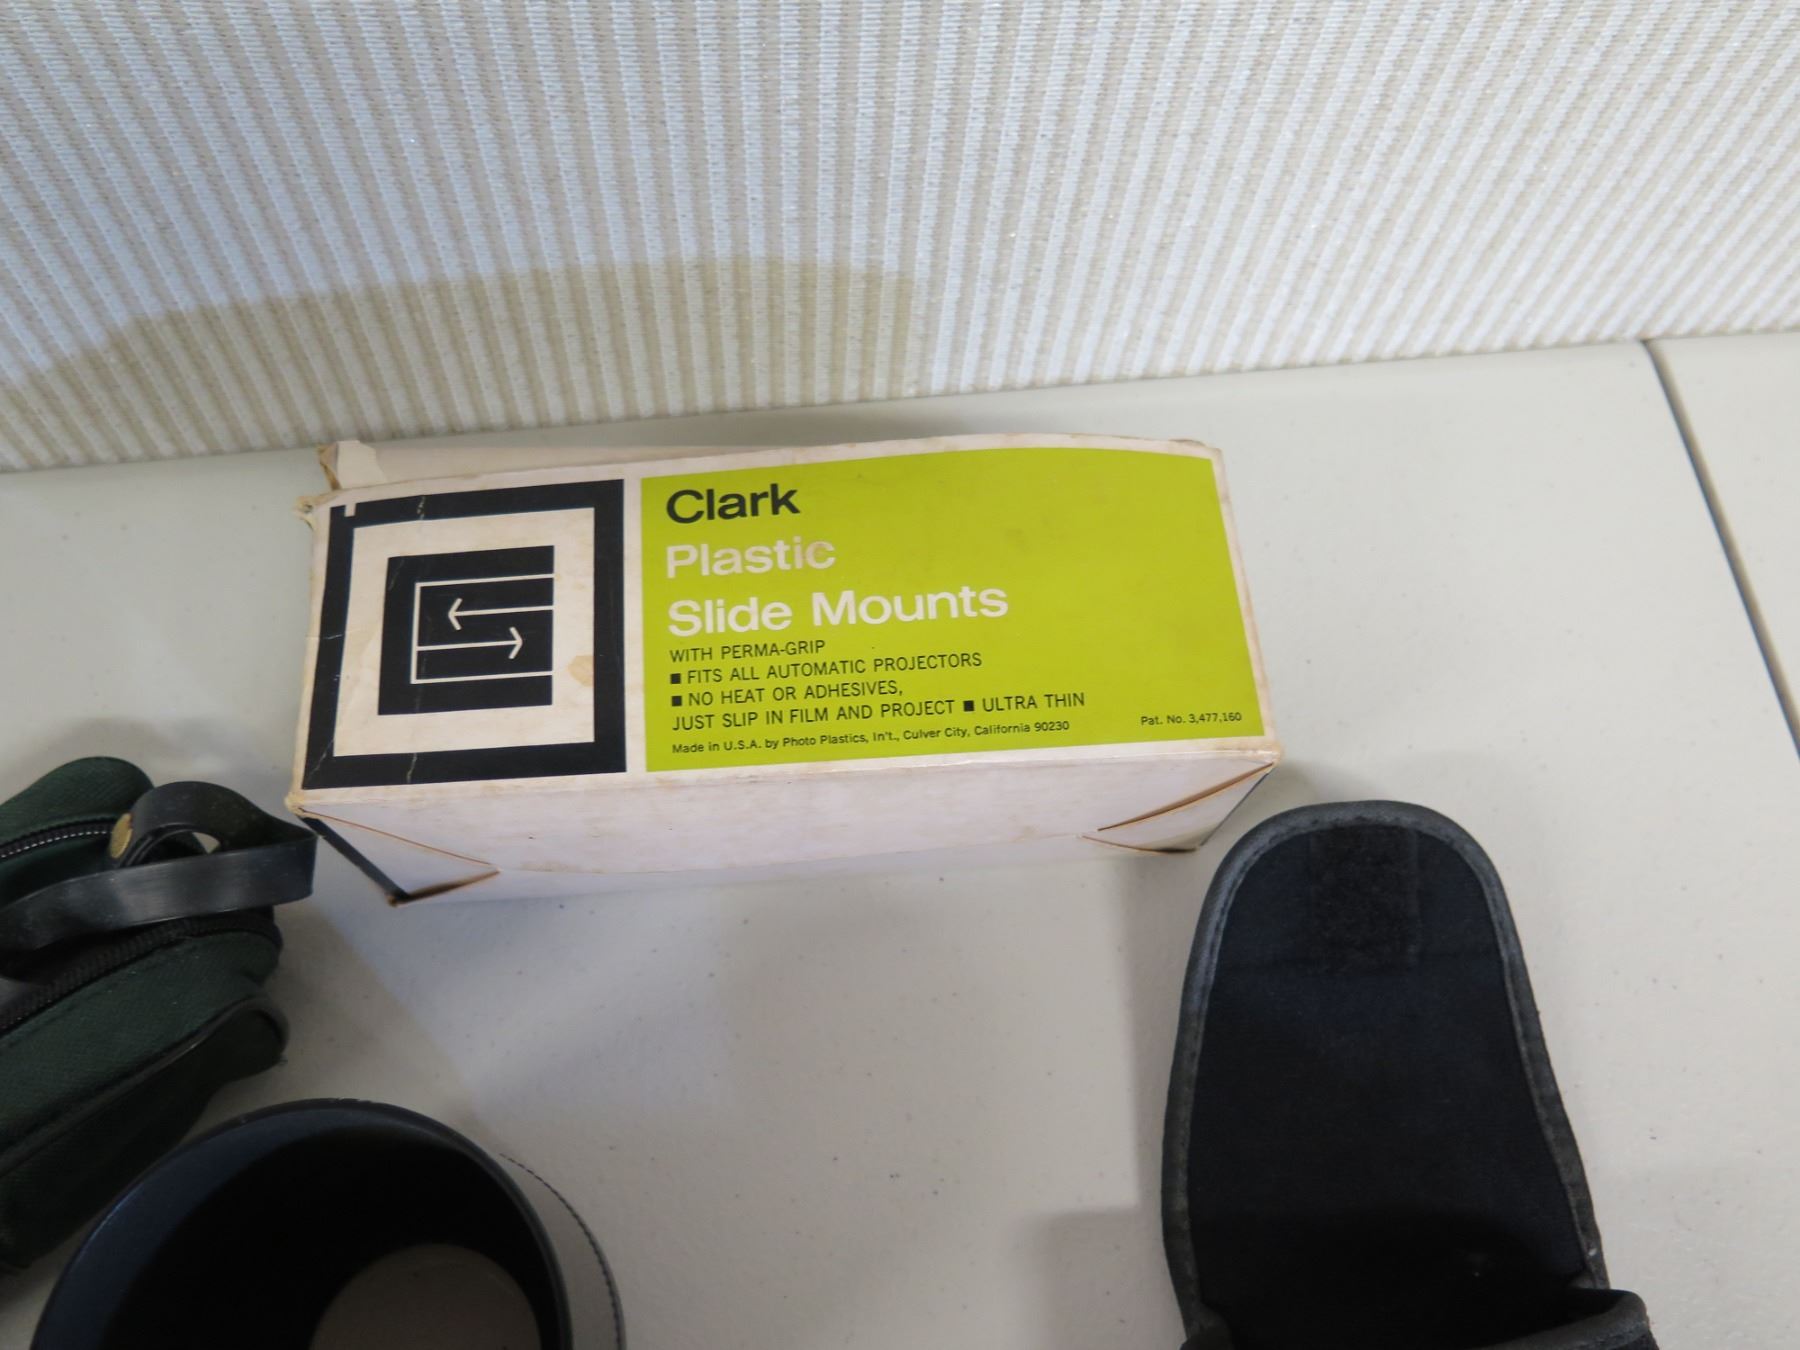 Clark
Plastic
Slide Mounts
WITH PERMA-GRIP
■ FITS ALL AUTOMATIC PROJECTORS
■ NO HEAT OR ADHESIVES,
JUST SLIP IN FILM AND PROJECT ■ ULTRA THIN
Made in U.S.A. by Photo Plastics, In't., Culver City, California 90230
Pat. No. 3,477,160